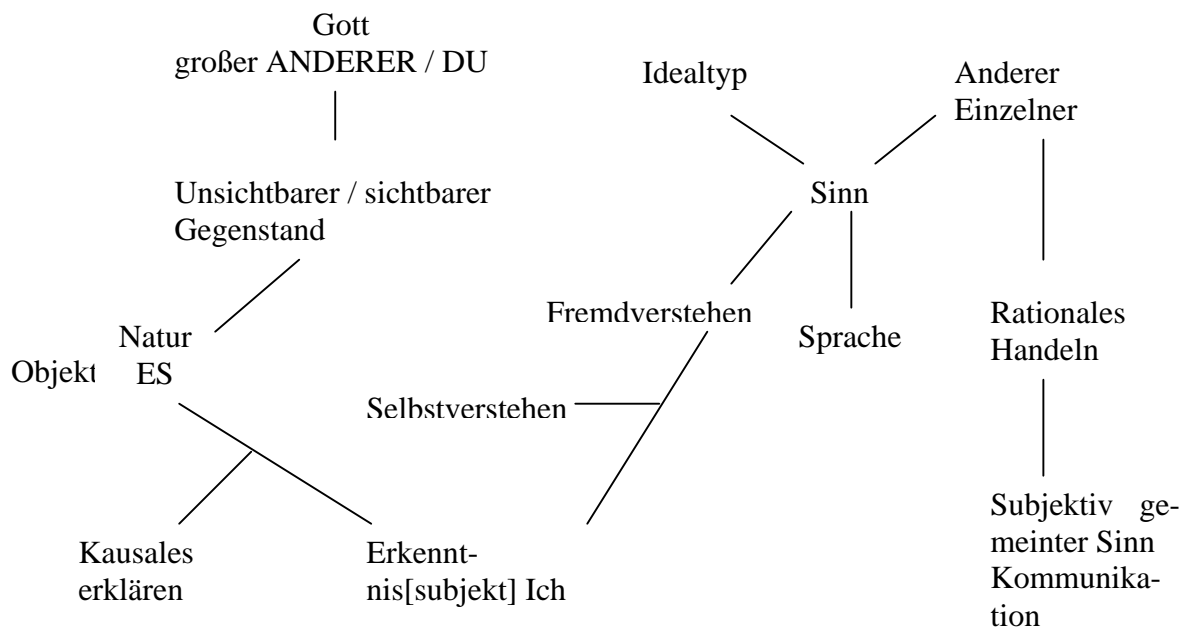 Gott
großer ANDERER / DU
Idealtyp
Anderer
Einzelner
Unsichtbarer / sichtbarer
Gegenstand
Sinn
Fremdverstehen
Sprache
Rationales
Handeln
Natur
Objekt ES
Selbstverstehen
Kausales
erklären
Erkennt-
nis[subjekt] Ich
Subjektiv ge-
meinter Sinn
Kommunika-
tion